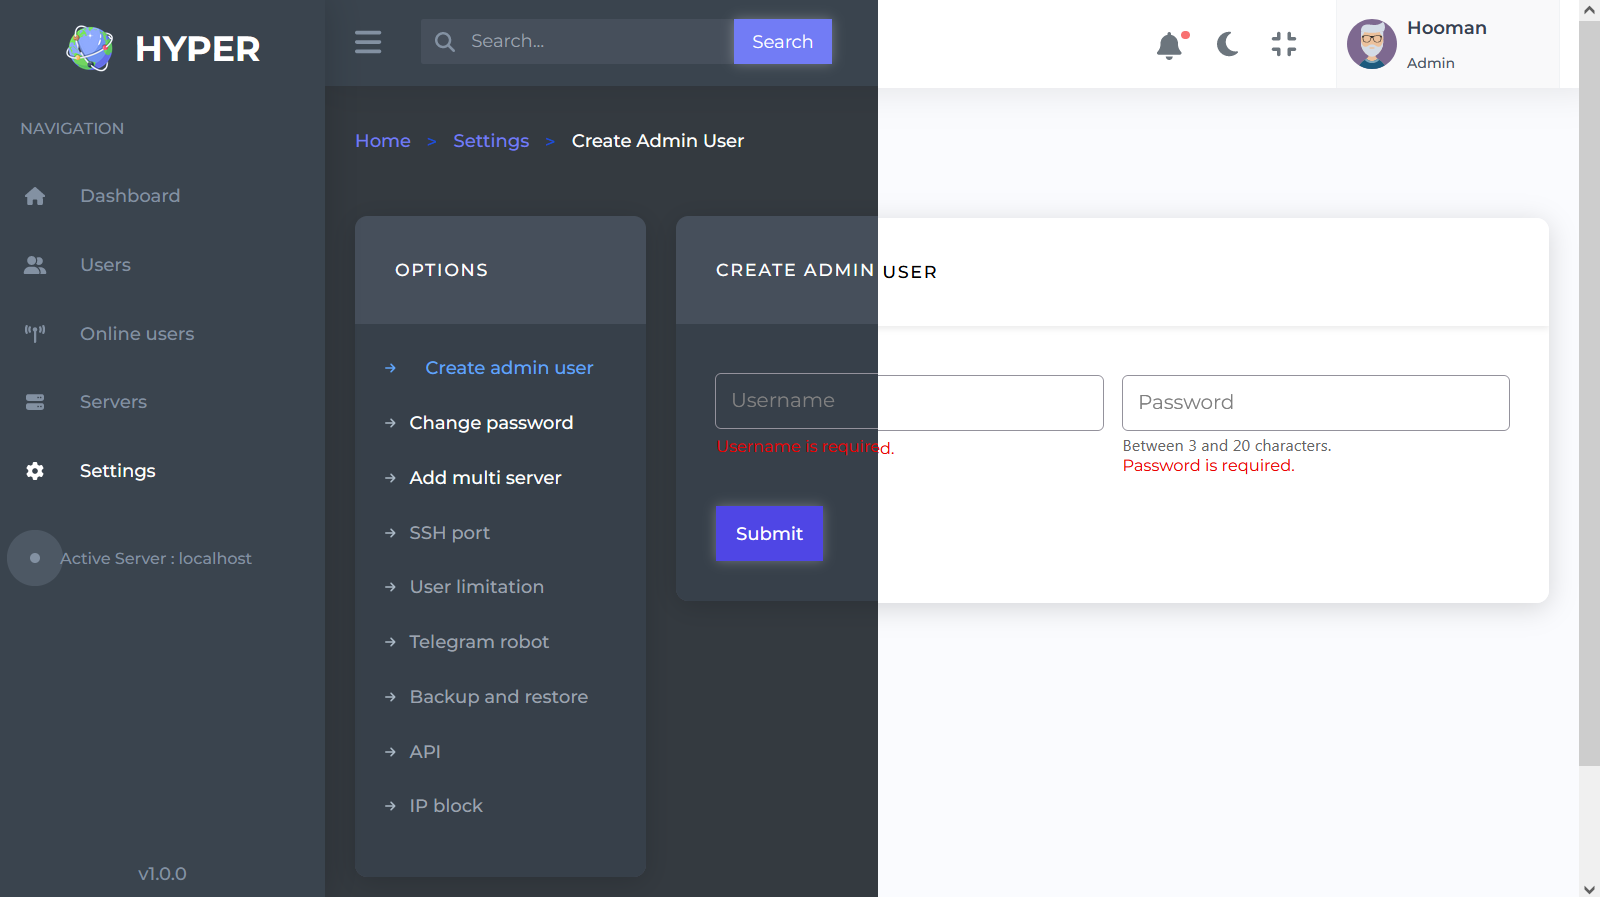 HYPER
Search...
Search
Hooman
Admin
NAVIGATION
Dashboard
Users
Online users
Servers
Settings
Active Server : localhost
v1.0.0
Home > Settings > Create Admin User
OPTIONS
Create admin user
Change password
Add multi server
SSH port
User limitation
Telegram robot
Backup and restore
API
IP block
CREATE ADMIN USER
Username
Username is required.
Password
Between 3 and 20 characters.
Password is required.
Submit